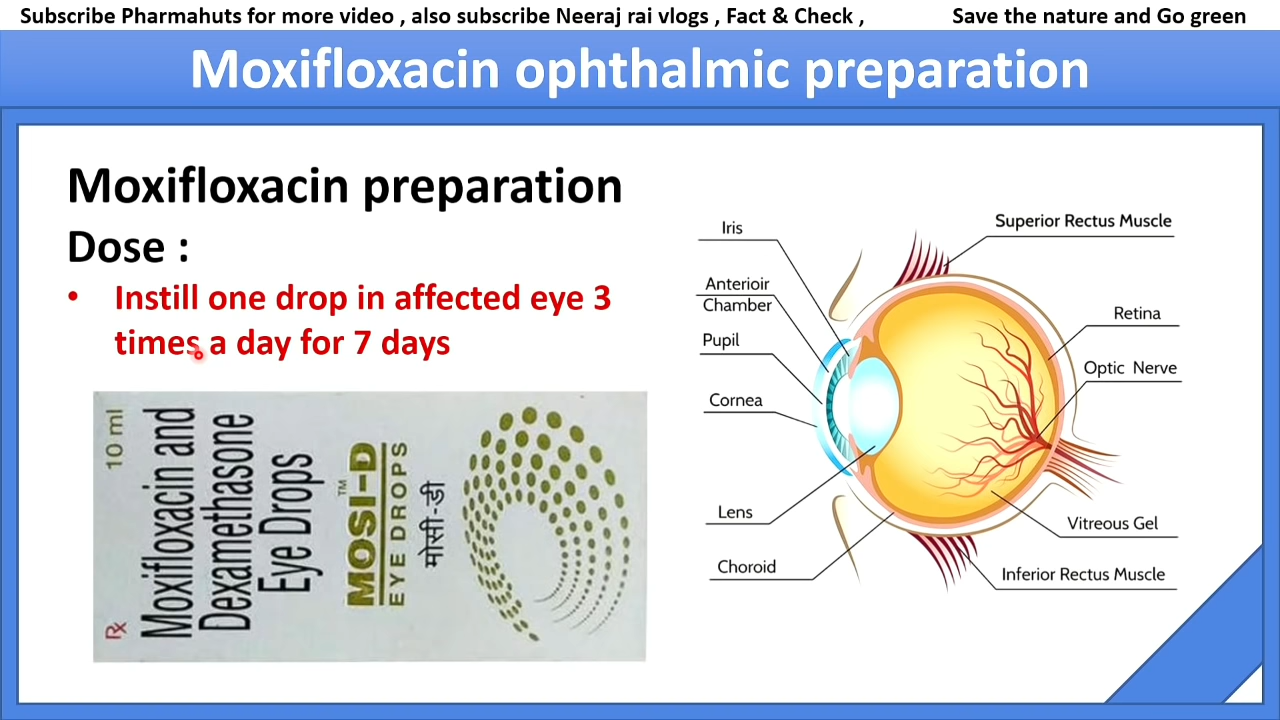 Subscribe Pharmahuts for more video , also subscribe Neeraj rai vlogs , Fact & Check , Save the nature and Go green
Moxifloxacin ophthalmic preparation
Moxifloxacin preparation
Dose :
• Instill one drop in affected eye 3
times a day for 7 days
Rx 10 ml
Moxifloxacin and
Dexamethasone
Eye Drops
MOSI-D™
EYE DROPS
मोसी-डी
Iris
Anterioir
Chamber
Pupil
Cornea
Lens
Choroid
Superior Rectus Muscle
Retina
Optic Nerve
Vitreous Gel
Inferior Rectus Muscle